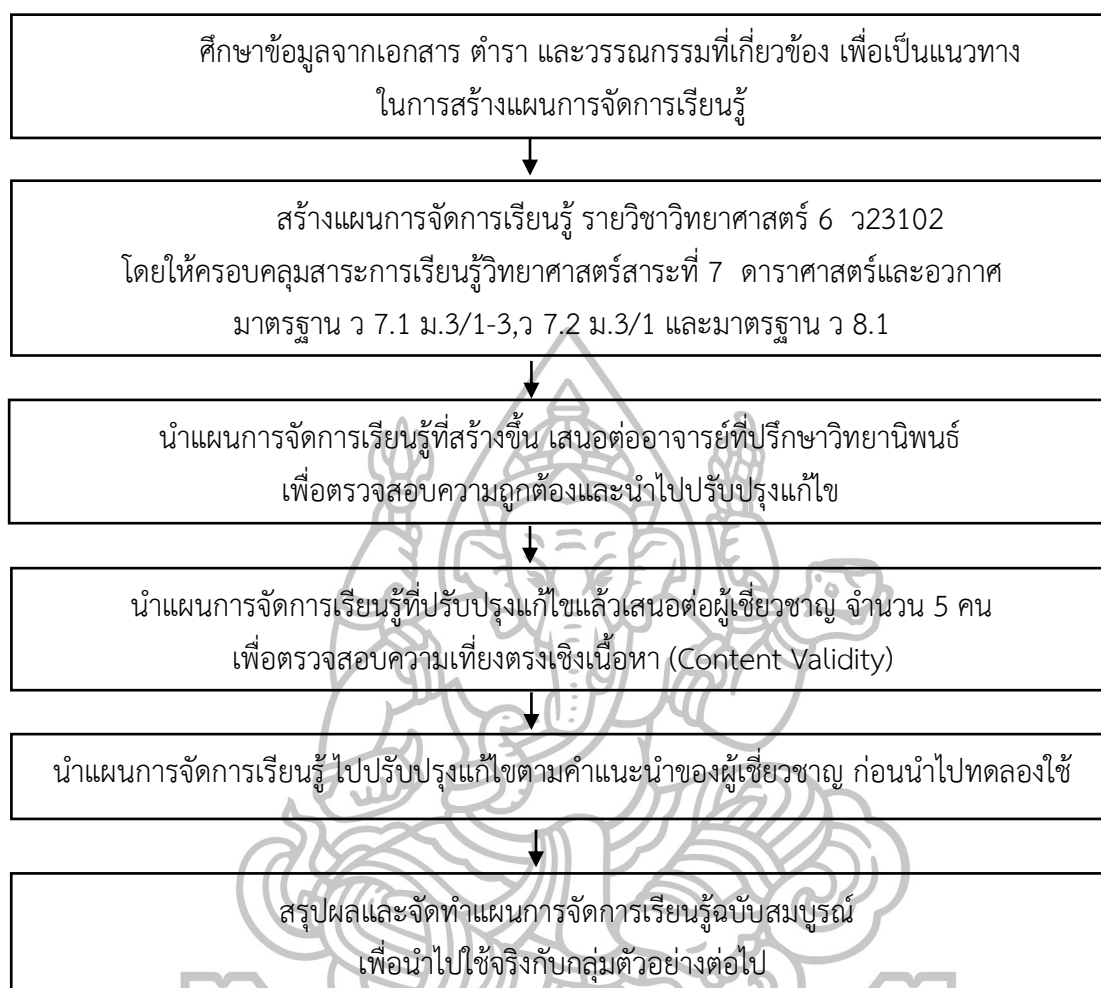 ศึกษาข้อมูลจากเอกสาร ตำรา และวรรณกรรมที่เกี่ยวข้อง เพื่อเป็นแนวทาง
ในการสร้างแผนการจัดการเรียนรู้
สร้างแผนการจัดการเรียนรู้ รายวิชาวิทยาศาสตร์ 6 ว23102
โดยให้ครอบคลุมสาระการเรียนรู้วิทยาศาสตร์สาระที่ 7 ดาราศาสตร์และอวกาศ
มาตรฐาน ว 7.1 ม.3/1-3,ว 7.2 ม.3/1 และมาตรฐาน ว 8.1
นำแผนการจัดการเรียนรู้ที่สร้างขึ้น เสนอต่ออาจารย์ที่ปรึกษาวิทยานิพนธ์
เพื่อตรวจสอบความถูกต้องและนำไปปรับปรุงแก้ไข
นำแผนการจัดการเรียนรู้ที่ปรับปรุงแก้ไขแล้วเสนอต่อผู้เชี่ยวชาญ จำนวน 5 คน
เพื่อตรวจสอบความเที่ยงตรงเชิงเนื้อหา (Content Validity)
นำแผนการจัดการเรียนรู้ ไปปรับปรุงแก้ไขตามคำแนะนำของผู้เชี่ยวชาญ ก่อนนำไปทดลองใช้
สรุปผลและจัดทำแผนการจัดการเรียนรู้ฉบับสมบูรณ์
เพื่อนำไปใช้จริงกับกลุ่มตัวอย่างต่อไป